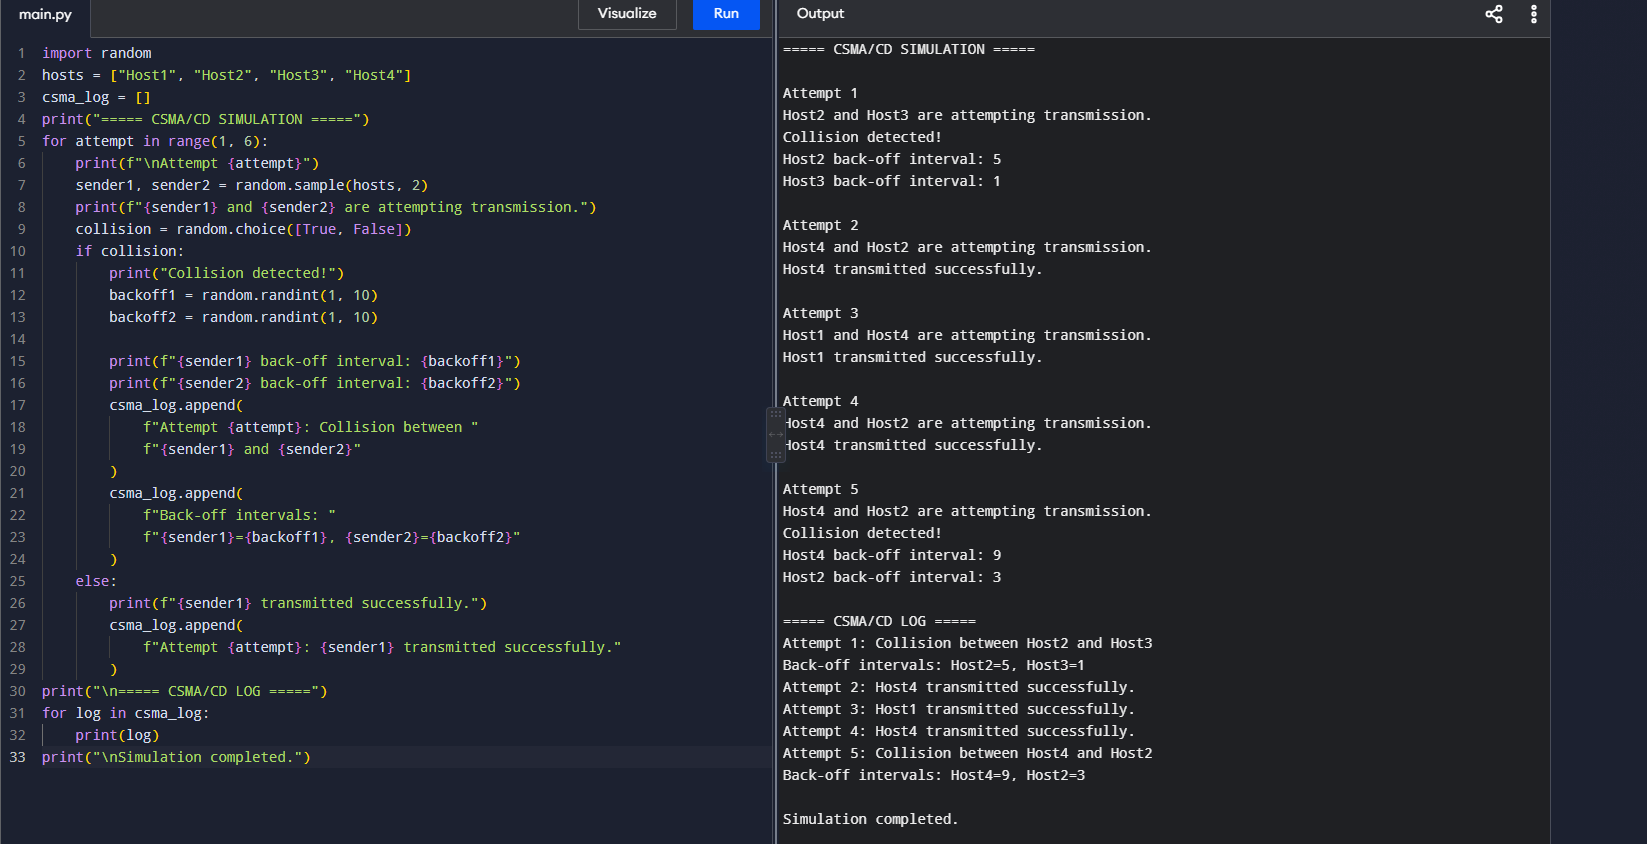 main.py
Visualize
Run
1 import random
2 hosts = ["Host1", "Host2", "Host3", "Host4"]
3 csma_log = []
4 print("===== CSMA/CD SIMULATION =====")
5 for attempt in range(1, 6):
6     print(f"\nAttempt {attempt}")
7     sender1, sender2 = random.sample(hosts, 2)
8     print(f"{sender1} and {sender2} are attempting transmission.")
9     collision = random.choice([True, False])
10     if collision:
11         print("Collision detected!")
12         backoff1 = random.randint(1, 10)
13         backoff2 = random.randint(1, 10)
14
15         print(f"{sender1} back-off interval: {backoff1}")
16         print(f"{sender2} back-off interval: {backoff2}")
17         csma_log.append(
18             f"Attempt {attempt}: Collision between "
19             f"{sender1} and {sender2}"
20         )
21         csma_log.append(
22             f"Back-off intervals: "
23             f"{sender1}={backoff1}, {sender2}={backoff2}"
24         )
25     else:
26         print(f"{sender1} transmitted successfully.")
27         csma_log.append(
28             f"Attempt {attempt}: {sender1} transmitted successfully."
29         )
30 print("\n===== CSMA/CD LOG =====")
31 for log in csma_log:
32     print(log)
33 print("\nSimulation completed.")
Output
===== CSMA/CD SIMULATION =====
Attempt 1
Host2 and Host3 are attempting transmission.
Collision detected!
Host2 back-off interval: 5
Host3 back-off interval: 1
Attempt 2
Host4 and Host2 are attempting transmission.
Host4 transmitted successfully.
Attempt 3
Host1 and Host4 are attempting transmission.
Host1 transmitted successfully.
Attempt 4
Host4 and Host2 are attempting transmission.
Host4 transmitted successfully.
Attempt 5
Host4 and Host2 are attempting transmission.
Collision detected!
Host4 back-off interval: 9
Host2 back-off interval: 3
===== CSMA/CD LOG =====
Attempt 1: Collision between Host2 and Host3
Back-off intervals: Host2=5, Host3=1
Attempt 2: Host4 transmitted successfully.
Attempt 3: Host1 transmitted successfully.
Attempt 4: Host4 transmitted successfully.
Attempt 5: Collision between Host4 and Host2
Back-off intervals: Host4=9, Host2=3
Simulation completed.